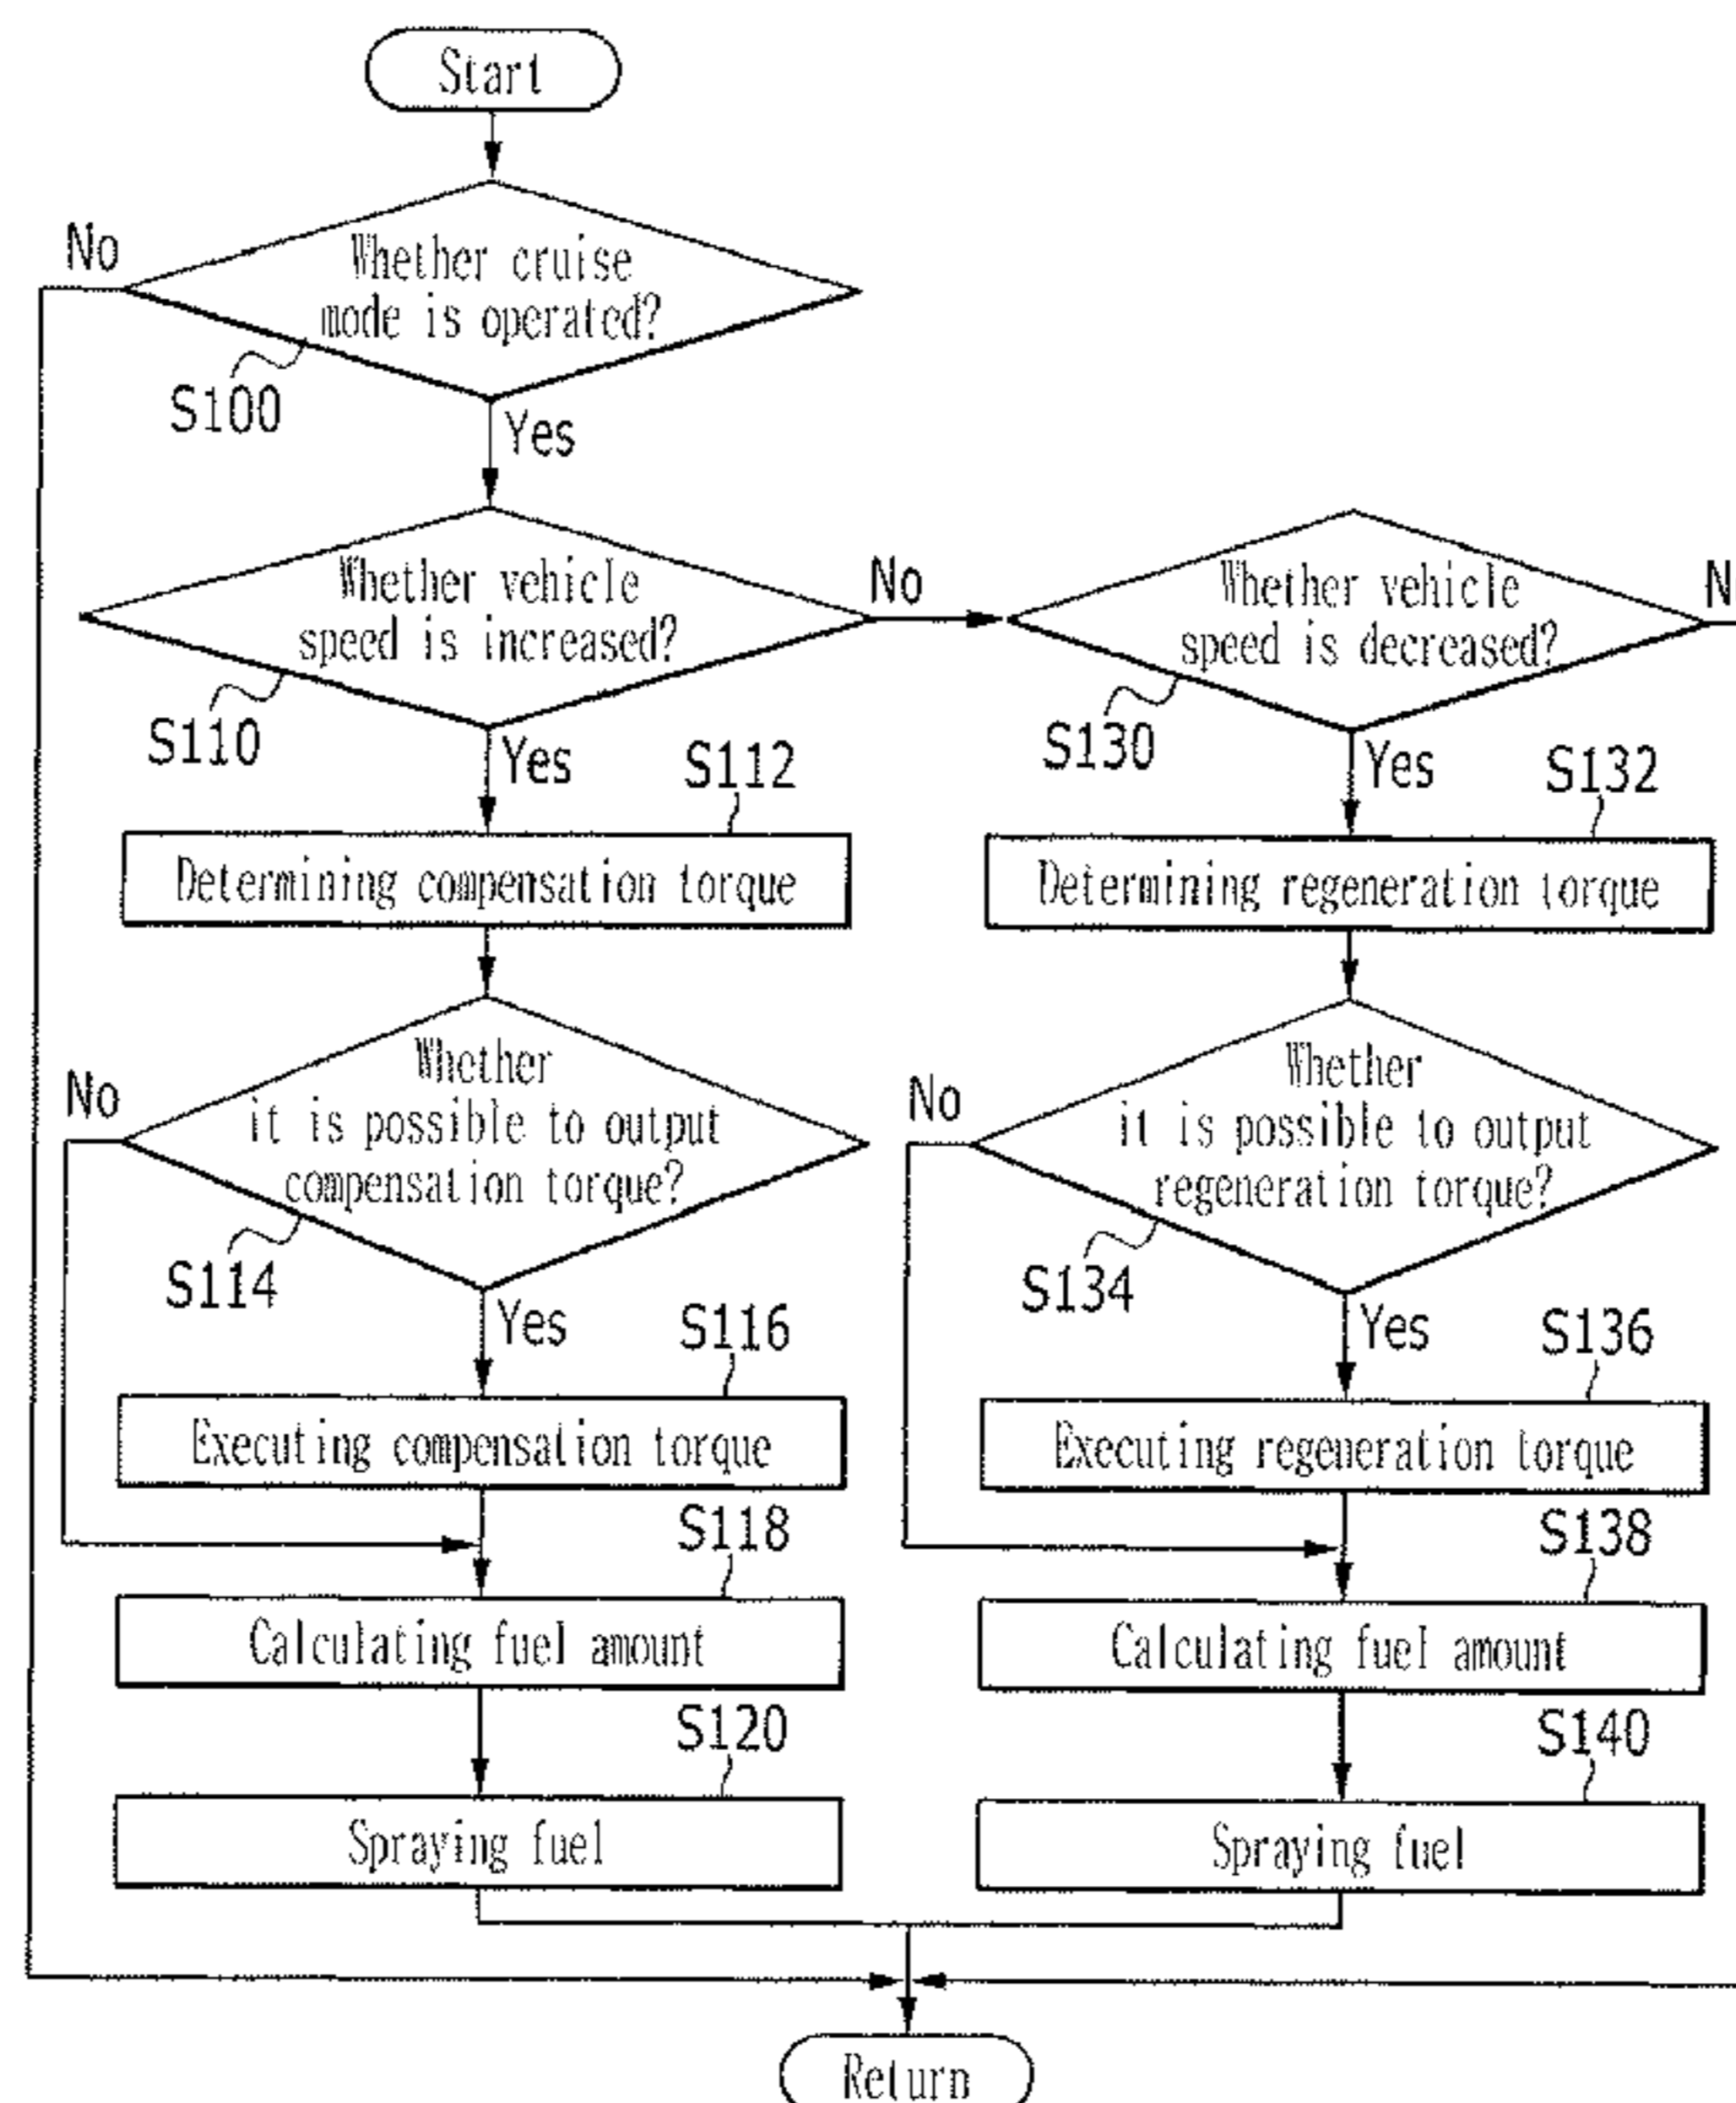 Start
No
Whether cruise
mode is operated?
S100
Yes
Whether vehicle
speed is increased?
No
S110
Yes
S112
Determining compensation torque
No
Whether
it is possible to output
compensation torque?
S114
Yes
S116
Executing compensation torque
S118
Calculating fuel amount
S120
Spraying fuel
Whether vehicle
speed is decreased?
S130
Yes
S132
Determining regeneration torque
No
Whether
it is possible to output
regeneration torque?
S134
Yes
S136
Executing regeneration torque
S138
Calculating fuel amount
S140
Spraying fuel
Return